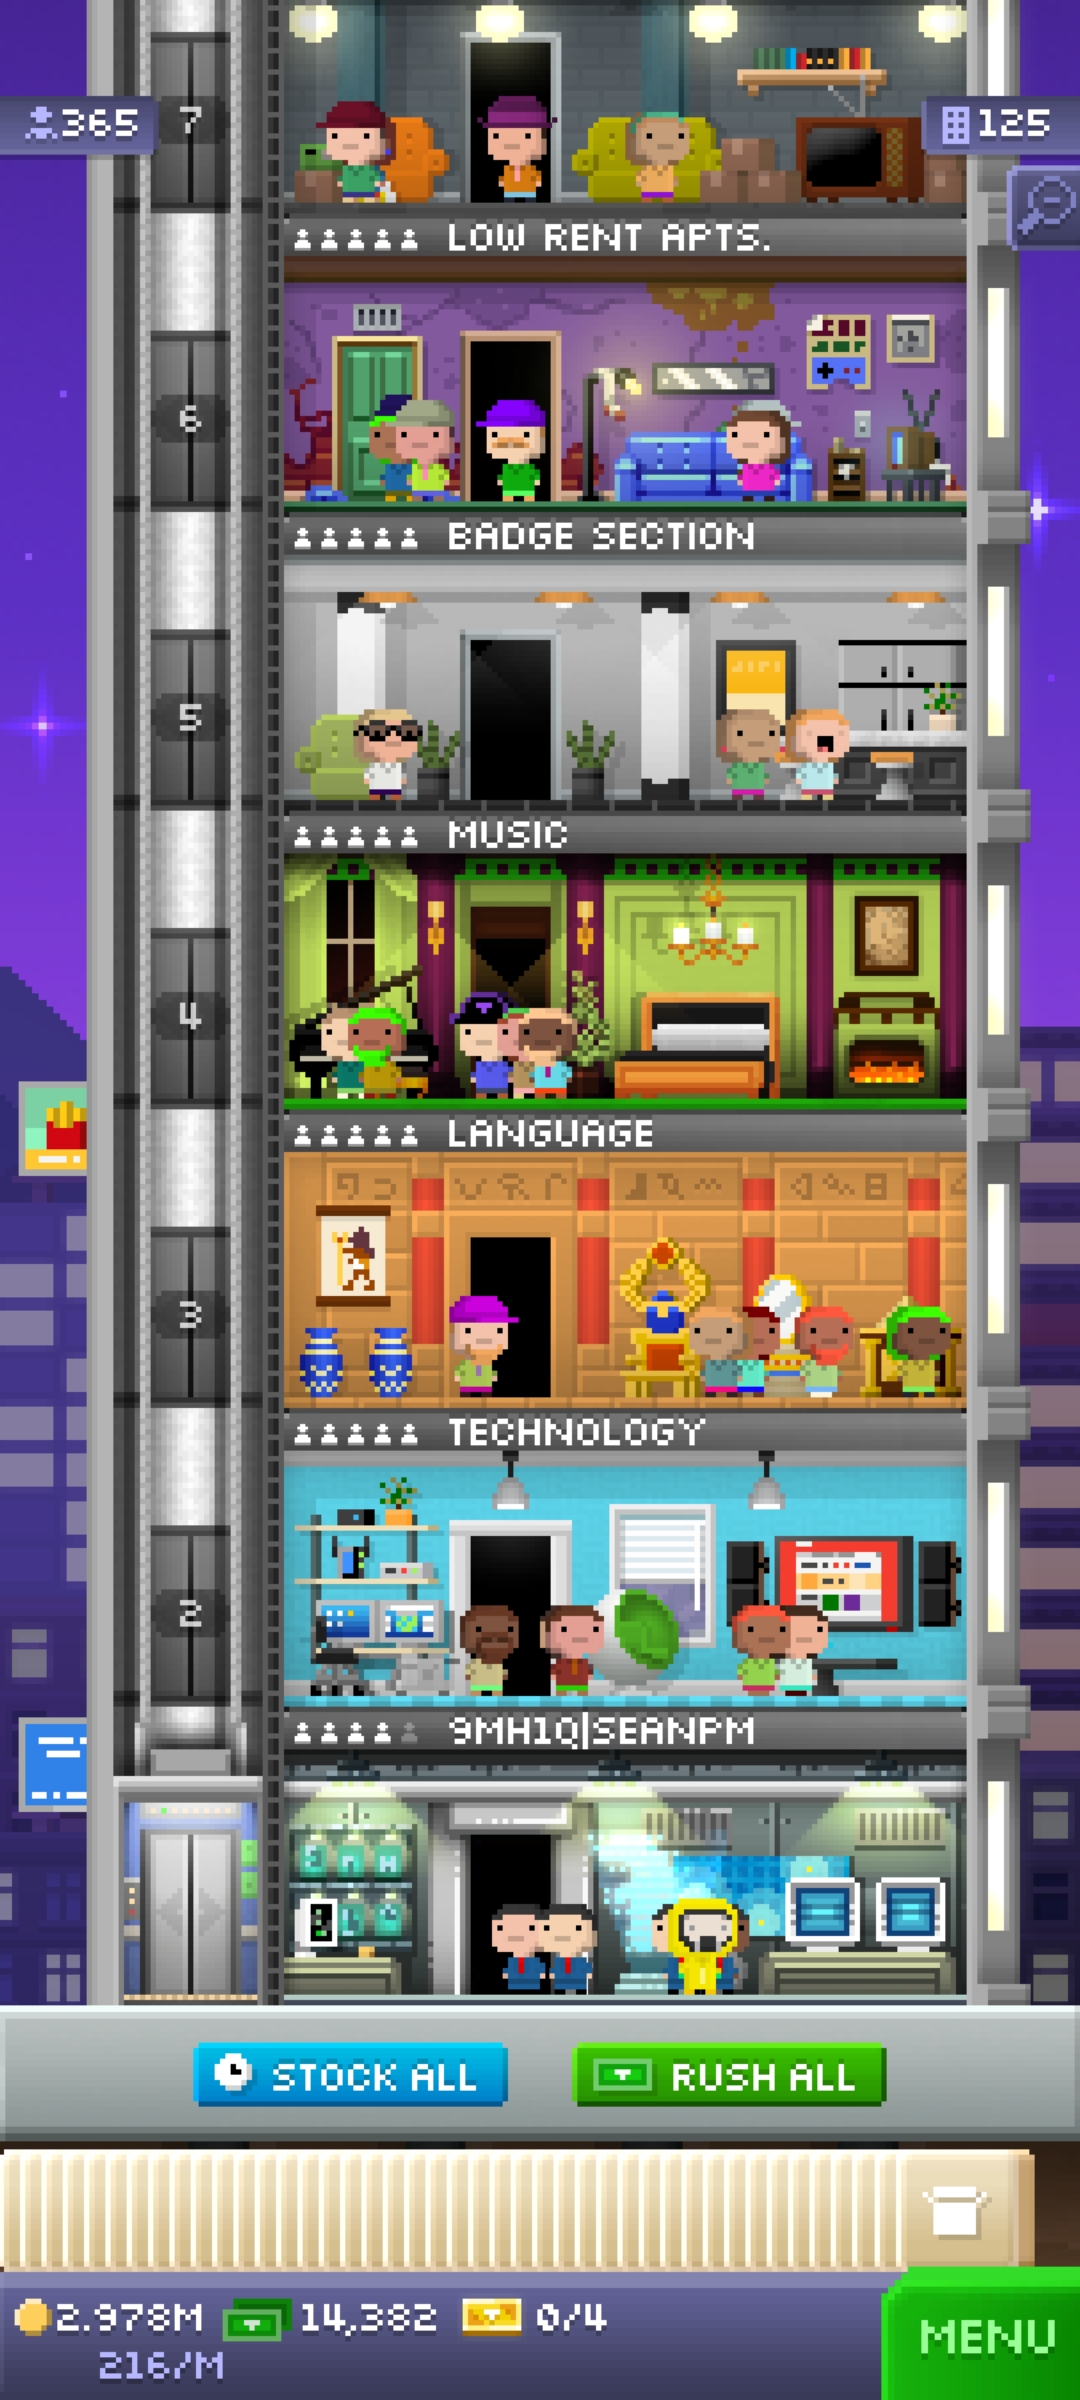 365
7
125
LOW RENT APTS.
6
BADGE SECTION
5
MUSIC
4
LANGUAGE
3
TECHNOLOGY
2
9MH1Q|SEANPM
STOCK ALL
RUSH ALL
2.978M
14,382
0/4
216/M
MENU